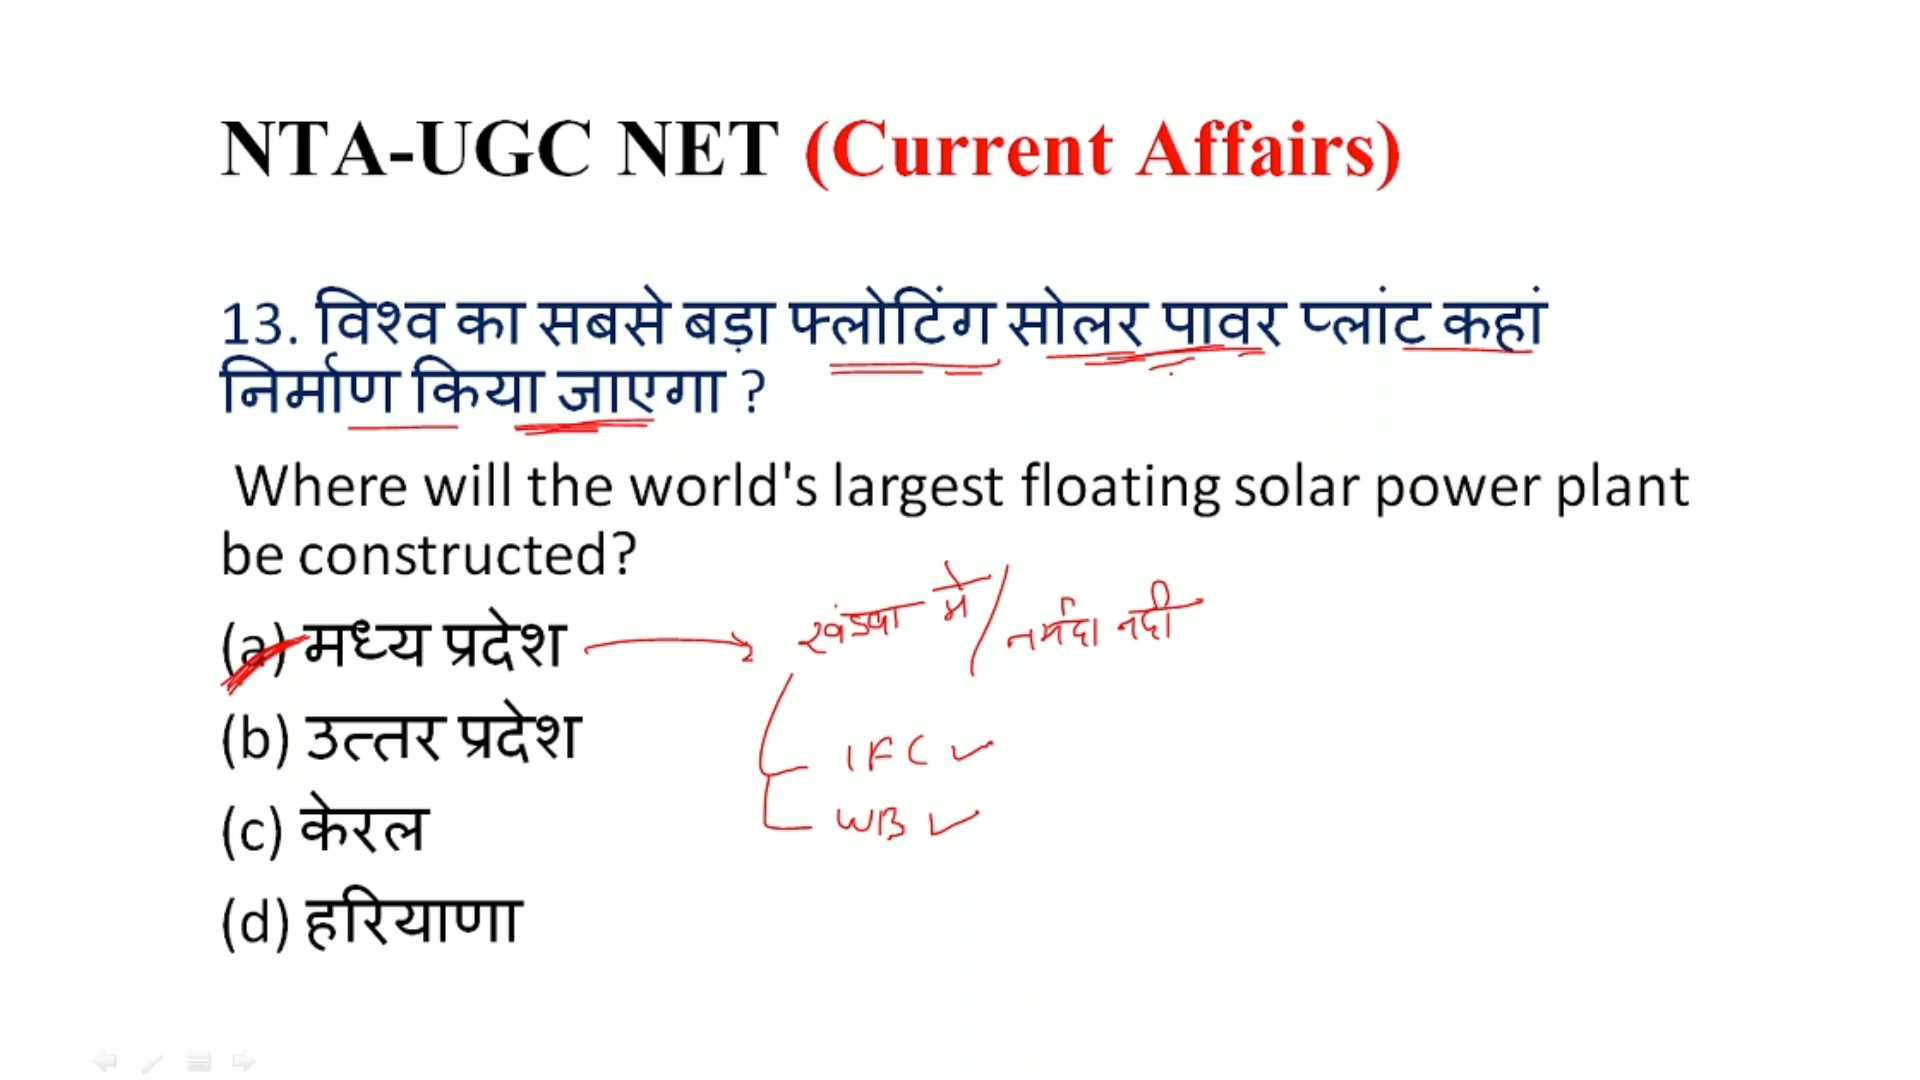 NTA-UGC NET (Current Affairs)
13. विश्व का सबसे बड़ा फ्लोटिंग सोलर पावर प्लांट कहां
निर्माण किया जाएगा ?
Where will the world's largest floating solar power plant
be constructed?
(a) मध्य प्रदेश
खंडवा में / नर्मदा नदी
(b) उत्तर प्रदेश
IFC
(c) केरल
WB
(d) हरियाणा